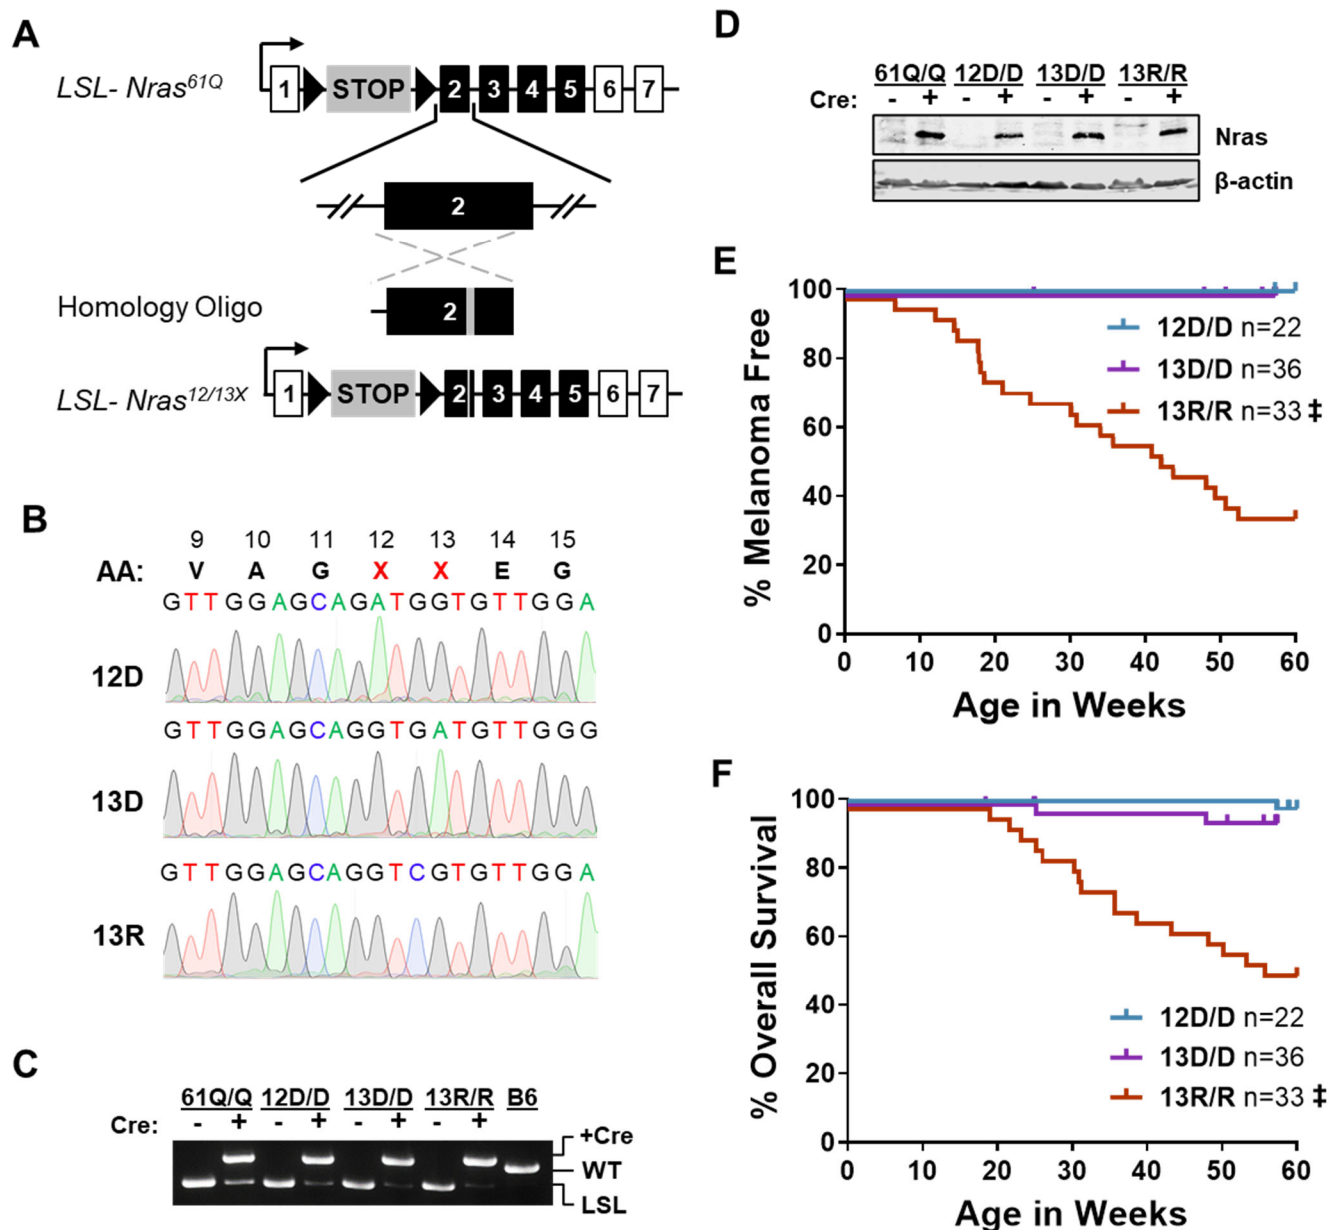 A
LSL- Nras61Q
1 STOP 2 3 4 5 6 7
2
Homology Oligo
2
LSL- Nras12/13X
1 STOP 2 3 4 5 6 7
B
9 10 11 12 13 14 15
AA: V A G X X E G
GTTGGAGCAGATGGTGTTGGA
12D
GTTGGAGCAGGTGATGTTGGG
13D
GTTGGAGCAGGTCGTGTTGGA
13R
C
61Q/Q 12D/D 13D/D 13R/R B6
Cre: - + - + - + - +
+Cre
WT
LSL
D
61Q/Q 12D/D 13D/D 13R/R
Cre: - + - + - + - +
Nras
β-actin
E
% Melanoma Free
100
80
60
40
20
0
12D/D n=22
13D/D n=36
13R/R n=33 ‡
0 10 20 30 40 50 60
Age in Weeks
F
% Overall Survival
100
80
60
40
20
0
12D/D n=22
13D/D n=36
13R/R n=33 ‡
0 10 20 30 40 50 60
Age in Weeks